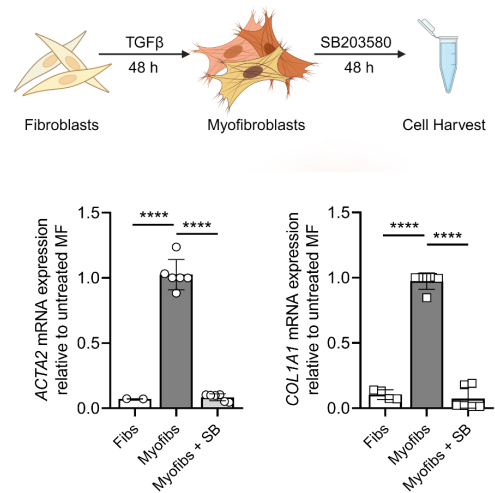 TGFβ
48 h
SB203580
48 h
Fibroblasts
Myofibroblasts
Cell Harvest
ACTA2 mRNA expression
relative to untreated MF
1.5
1.0
0.5
0.0
****
****
Fibs
Myofibs
Myofibs + SB
COL1A1 mRNA expression
relative to untreated MF
1.5
1.0
0.5
0.0
****
****
Fibs
Myofibs
Myofibs + SB